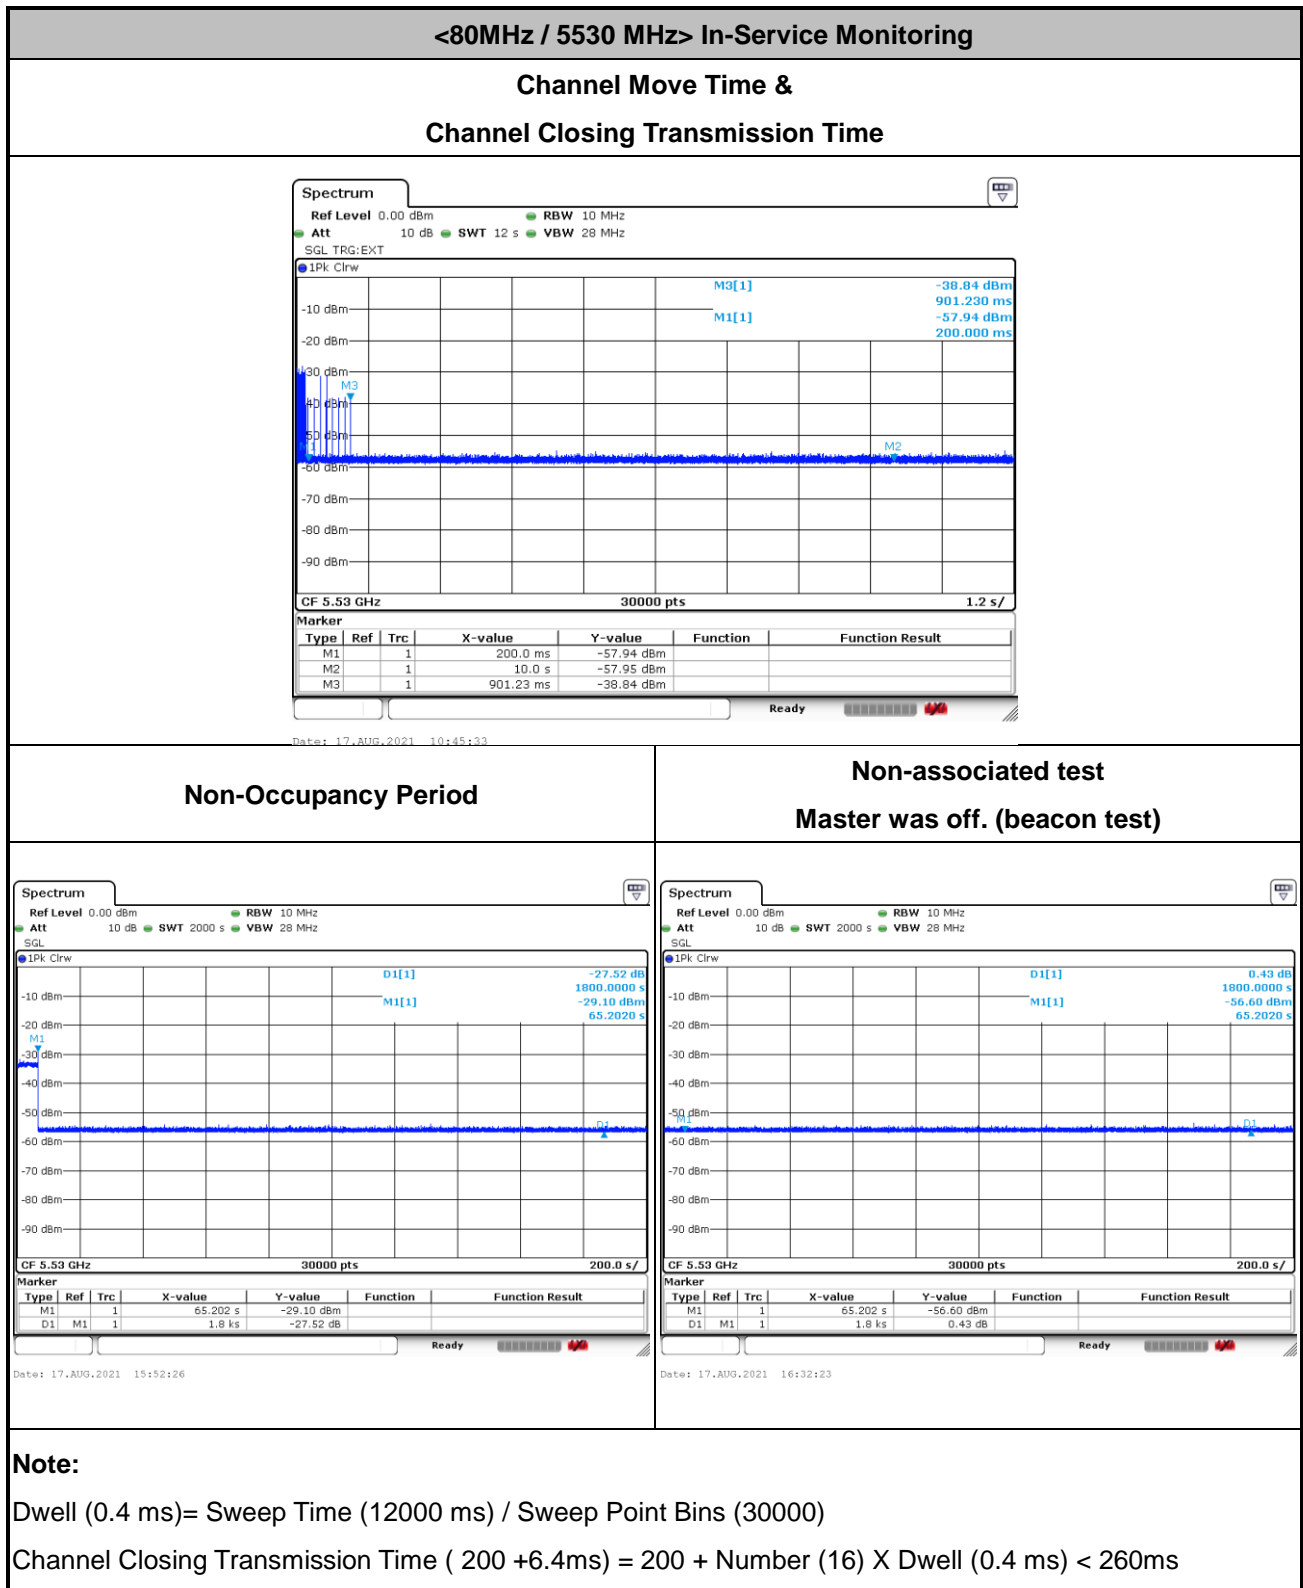 <80MHz / 5530 MHz> In-Service Monitoring
Channel Move Time &
Channel Closing Transmission Time
Spectrum
Ref Level 0.00 dBm RBW 10 MHz
Att 10 dB SWT 12 s VBW 28 MHz
SGL TRG:EXT
1Pk Clrw
M3[1] -38.84 dBm
901.230 ms
-10 dBm
M1[1] -57.94 dBm
200.000 ms
-20 dBm
-30 dBm
M3
-40 dBm
-50 dBm
M1
M2
-60 dBm
-70 dBm
-80 dBm
-90 dBm
CF 5.53 GHz 30000 pts 1.2 s/
Marker
Type Ref Trc X-value Y-value Function Function Result
M1 1 200.0 ms -57.94 dBm
M2 1 10.0 s -57.95 dBm
M3 1 901.23 ms -38.84 dBm
Ready
Date: 17.AUG.2021 10:45:33
Non-Occupancy Period
Non-associated test
Master was off. (beacon test)
Spectrum
Ref Level 0.00 dBm RBW 10 MHz
Att 10 dB SWT 2000 s VBW 28 MHz
SGL
1Pk Clrw
D1[1] -27.52 dB
1800.0000 s
-10 dBm
M1[1] -29.10 dBm
65.2020 s
-20 dBm
M1
-30 dBm
-40 dBm
-50 dBm
D1
-60 dBm
-70 dBm
-80 dBm
-90 dBm
CF 5.53 GHz 30000 pts 200.0 s/
Marker
Type Ref Trc X-value Y-value Function Function Result
M1 1 65.202 s -29.10 dBm
D1 M1 1 1.8 ks -27.52 dB
Ready
Date: 17.AUG.2021 15:52:26
Spectrum
Ref Level 0.00 dBm RBW 10 MHz
Att 10 dB SWT 2000 s VBW 28 MHz
SGL
1Pk Clrw
D1[1] 0.43 dB
1800.0000 s
-10 dBm
M1[1] -56.60 dBm
65.2020 s
-20 dBm
-30 dBm
-40 dBm
-50 dBm
M1
D1
-60 dBm
-70 dBm
-80 dBm
-90 dBm
CF 5.53 GHz 30000 pts 200.0 s/
Marker
Type Ref Trc X-value Y-value Function Function Result
M1 1 65.202 s -56.60 dBm
D1 M1 1 1.8 ks 0.43 dB
Ready
Date: 17.AUG.2021 16:32:23
Note:
Dwell (0.4 ms)= Sweep Time (12000 ms) / Sweep Point Bins (30000)
Channel Closing Transmission Time ( 200 +6.4ms) = 200 + Number (16) X Dwell (0.4 ms) < 260ms